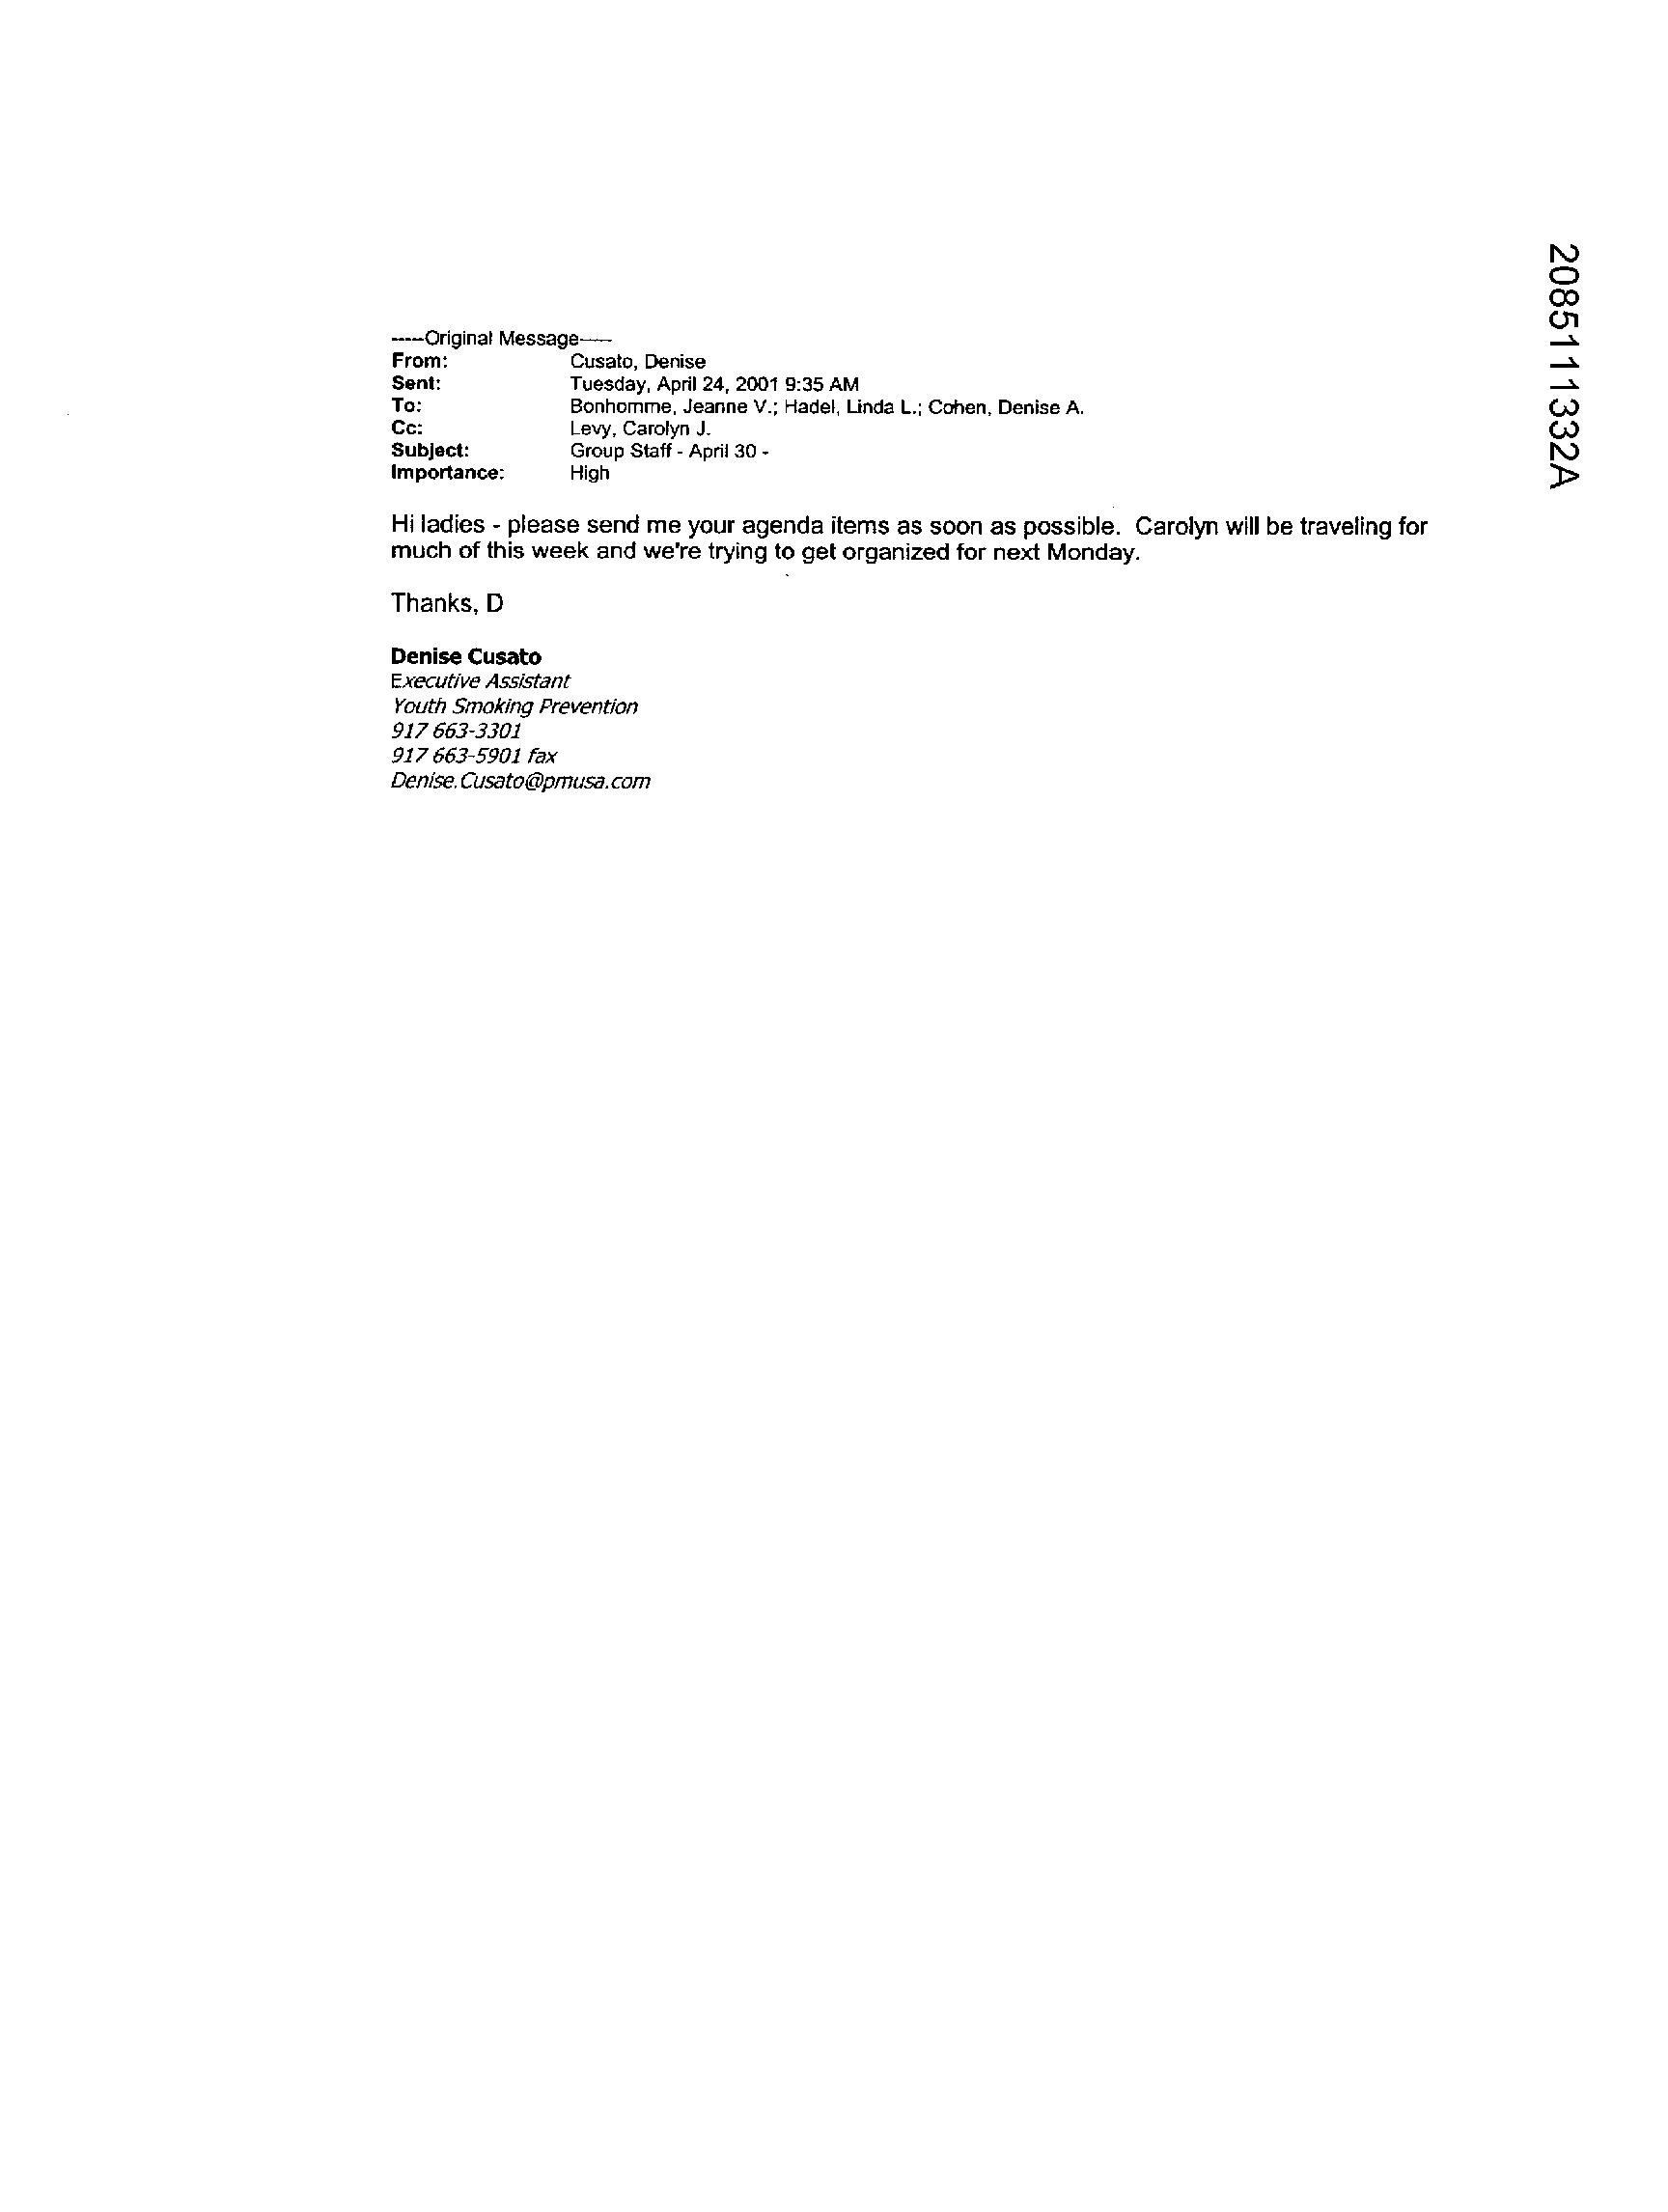 -----Original Message-----
From: Cusato, Denise
Sent: Tuesday, April 24, 2001 9:35 AM
To: Bonhomme, Jeanne V.; Hadel, Linda L.; Cohen, Denise A.
Cc: Levy, Carolyn J.
Subject: Group Staff - April 30 -
Importance: High
Hi ladies - please send me your agenda items as soon as possible. Carolyn will be traveling for
much of this week and we're trying to get organized for next Monday.
Thanks, D
Denise Cusato
Executive Assistant
Youth Smoking Prevention
917 663-3301
917 663-5901 fax
Denise.Cusato@pmusa.com
2085111332A